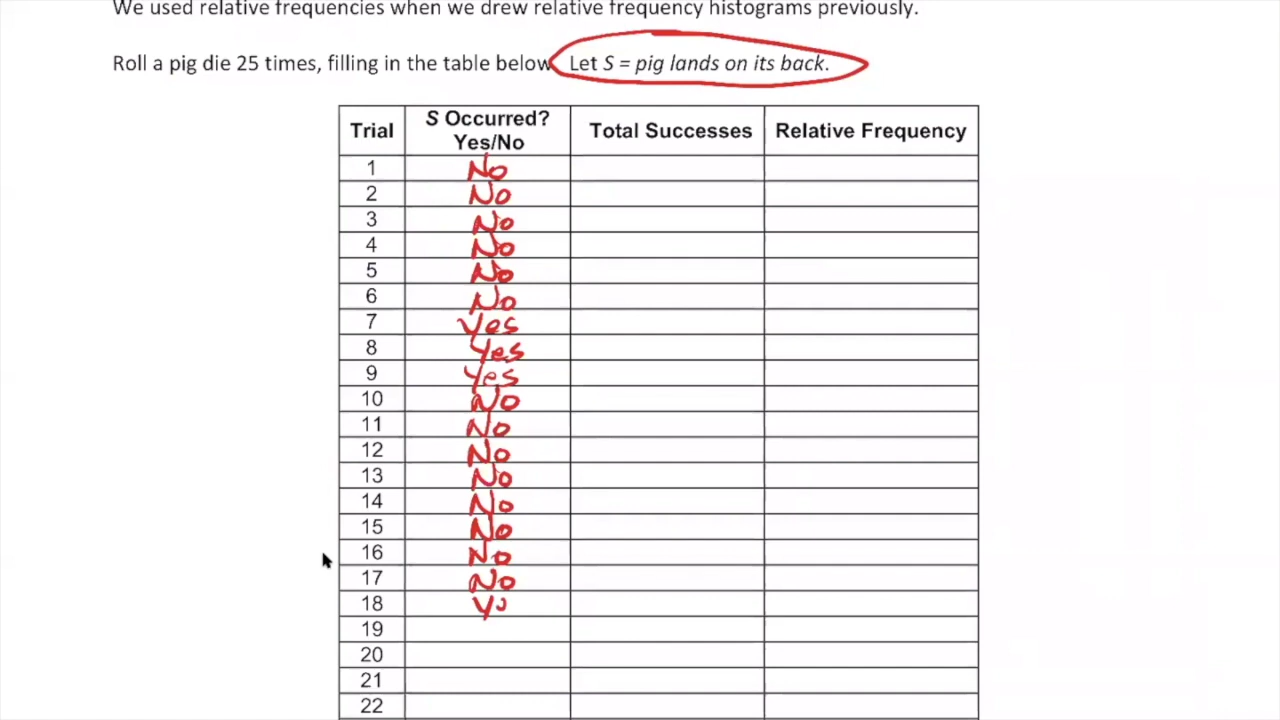 We used relative frequencies when we drew relative frequency histograms previously.
Roll a pig die 25 times, filling in the table below Let S = pig lands on its back.
Trial S Occurred? Yes/No Total Successes Relative Frequency
1 No
2 No
3 No
4 No
5 No
6 No
7 Yes
8 Yes
9 Yes
10 No
11 No
12 No
13 No
14 No
15 No
16 No
17 No
18
19
20
21
22